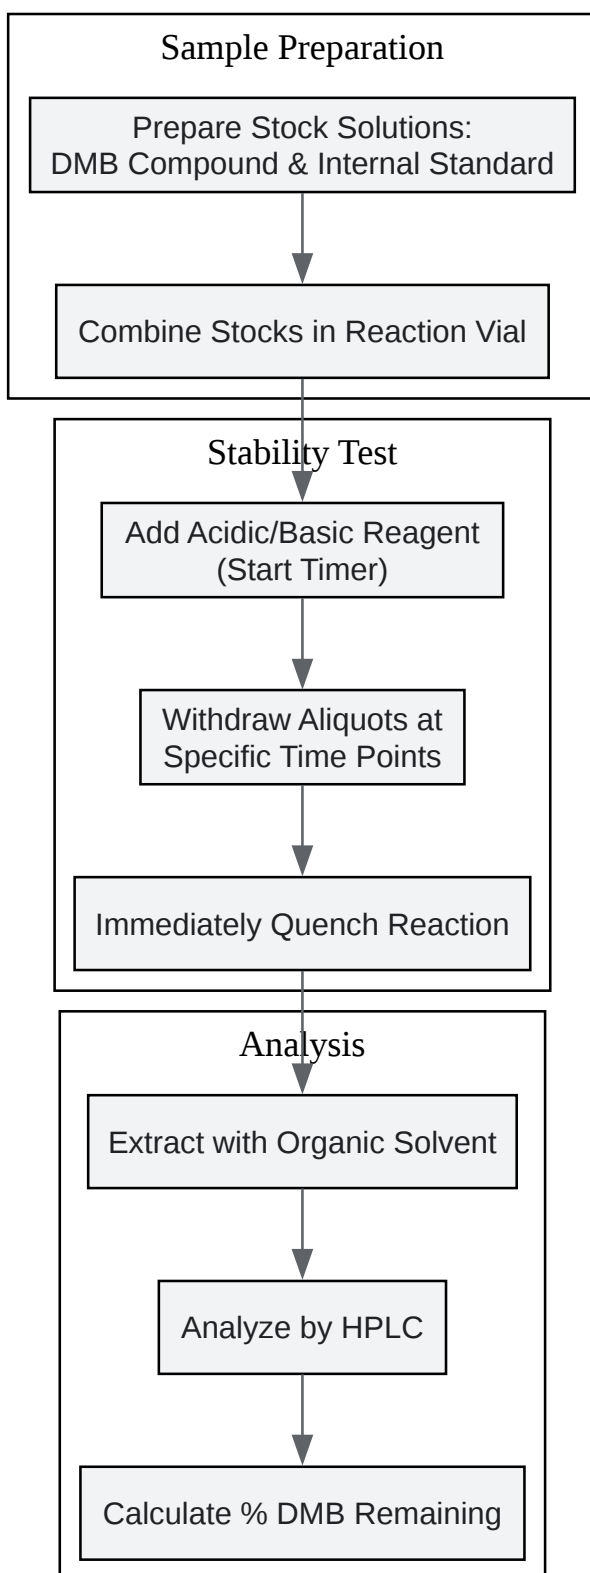 Sample Preparation
Prepare Stock Solutions:
DMB Compound & Internal Standard
Combine Stocks in Reaction Vial
Stability Test
Add Acidic/Basic Reagent
(Start Timer)
Withdraw Aliquots at
Specific Time Points
Immediately Quench Reaction
Analysis
Extract with Organic Solvent
Analyze by HPLC
Calculate % DMB Remaining